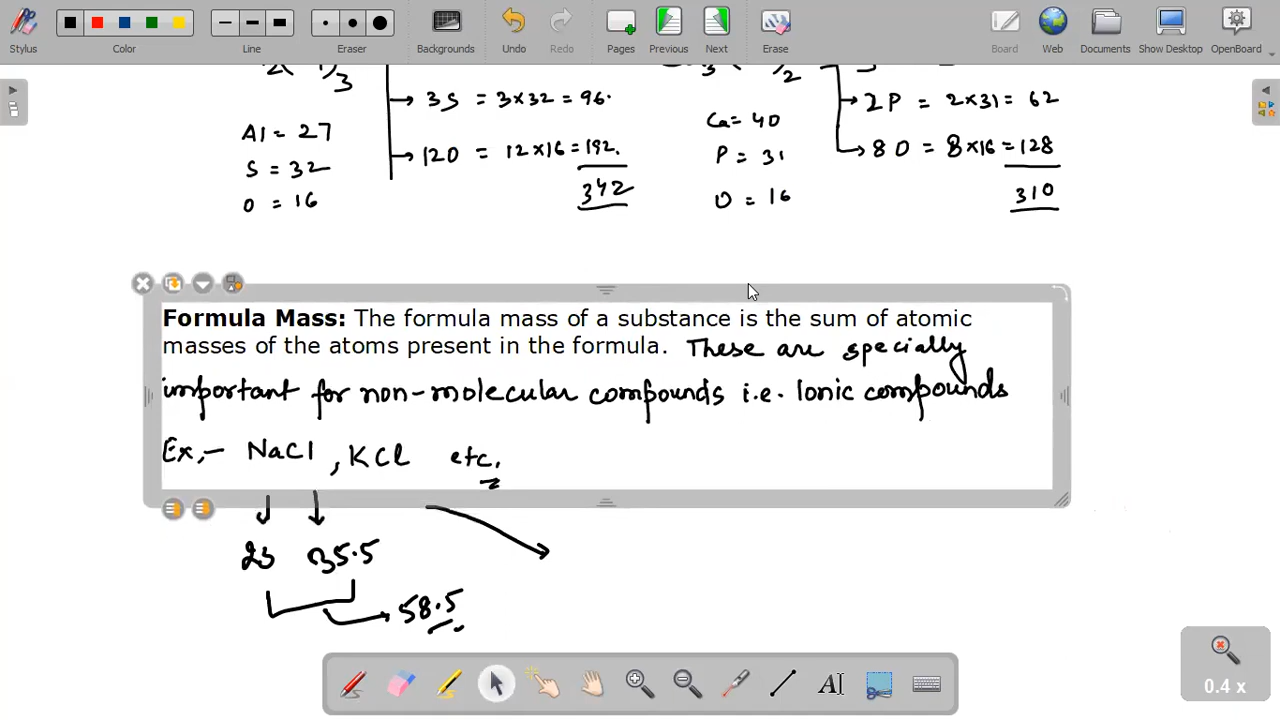 Stylus Color Line Eraser Backgrounds Undo Redo Pages Previous Next Erase Board Web Documents Show Desktop OpenBoard
3S = 3×32 = 96.
12O = 12×16 = 192.
342
Al = 27
S = 32
O = 16
Ca = 40
P = 31
O = 16
2P = 2×31 = 62
8O = 8×16 = 128
310
Formula Mass: The formula mass of a substance is the sum of atomic
masses of the atoms present in the formula. These are specially
important for non-molecular compounds i.e. Ionic compounds
Ex,- NaCl, KCl etc.
23 35.5
58.5
0.4 x